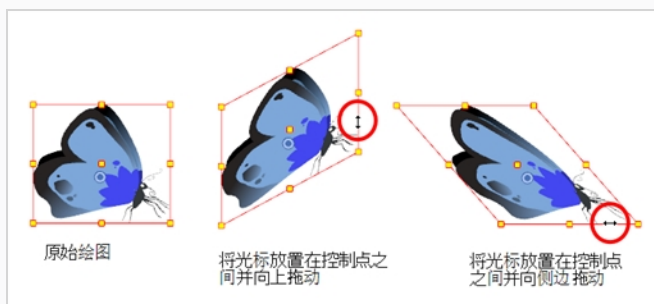 原始绘图
将光标放置在控制点之
间并向上拖动
将光标放置在控制点
之间并向侧边拖动